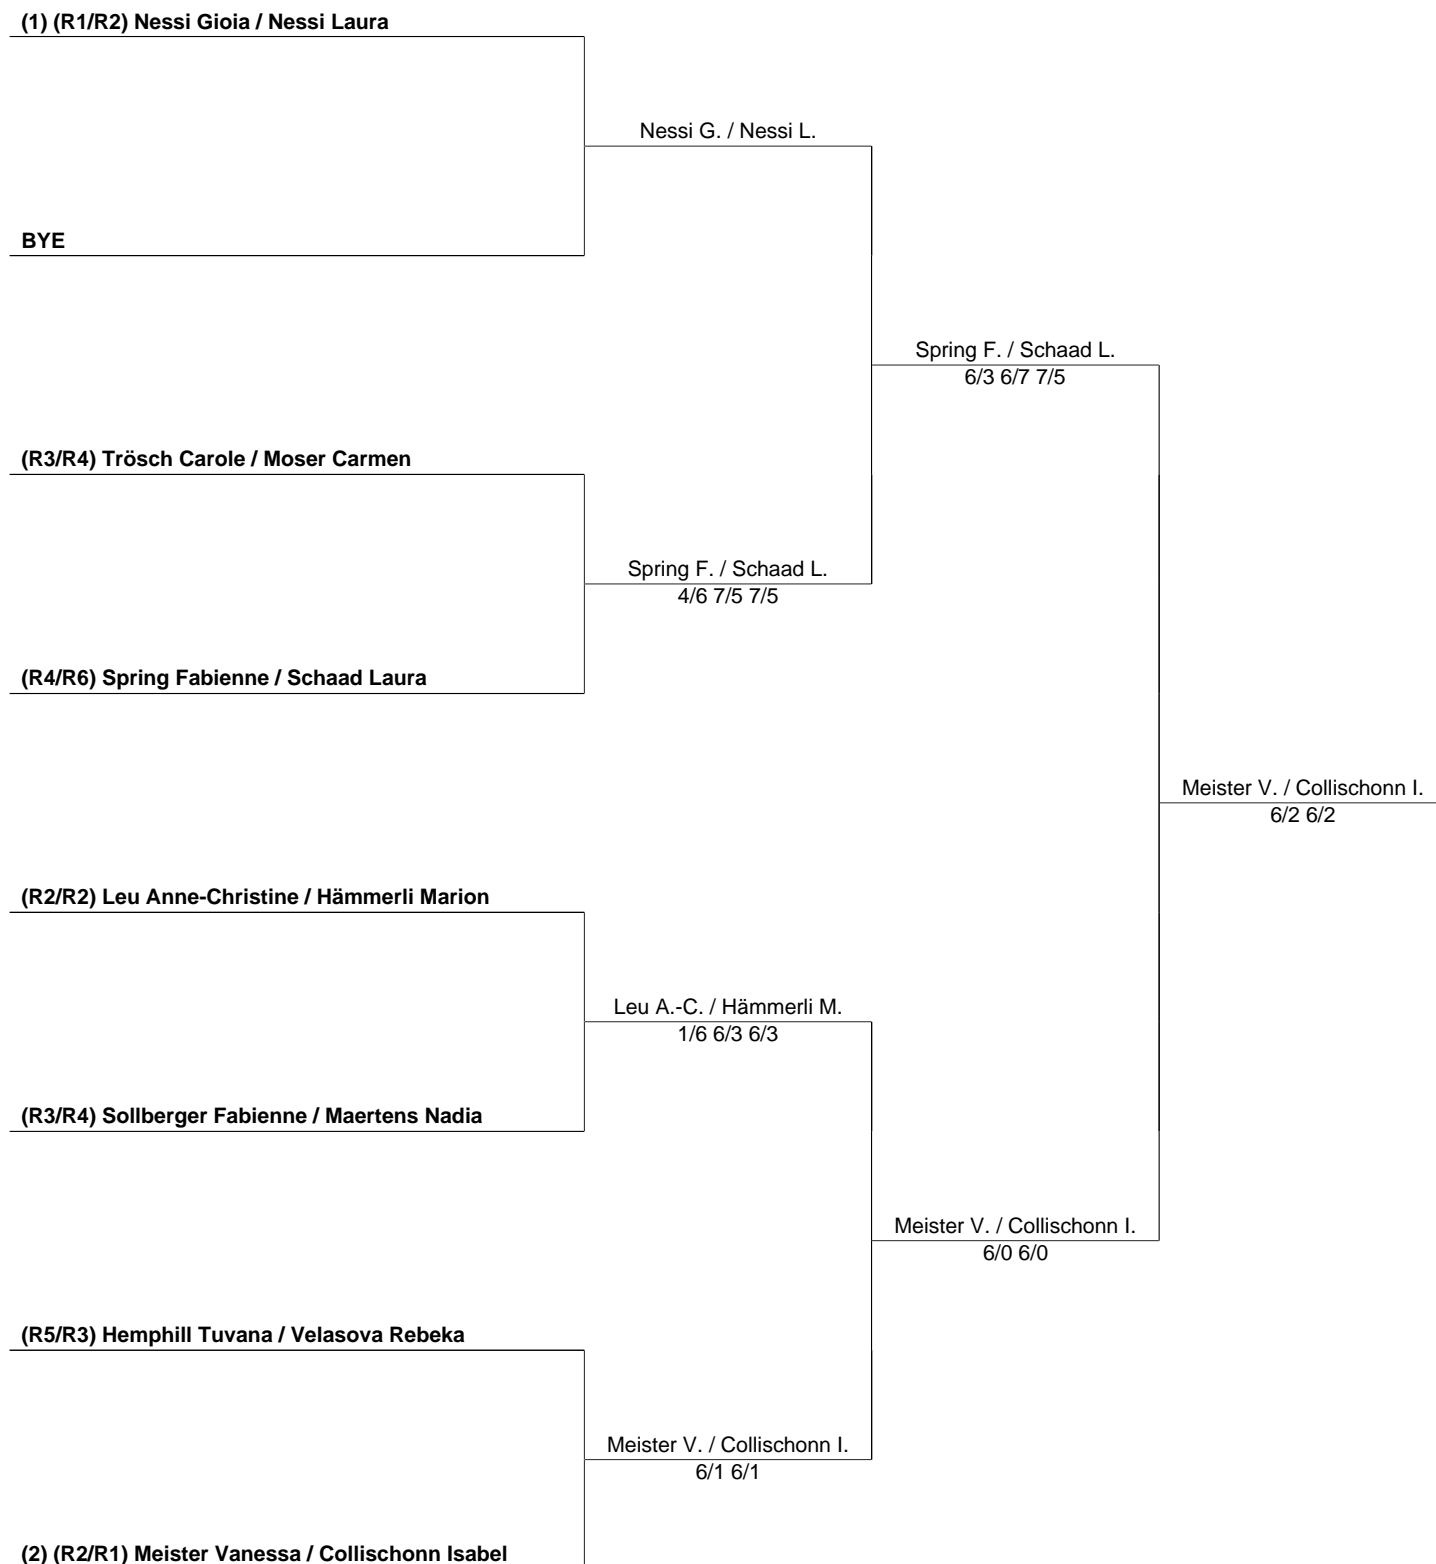 (1) (R1/R2) Nessi Gioia / Nessi Laura
Nessi G. / Nessi L.
BYE
Spring F. / Schaad L.
6/3 6/7 7/5
(R3/R4) Trösch Carole / Moser Carmen
Spring F. / Schaad L.
4/6 7/5 7/5
(R4/R6) Spring Fabienne / Schaad Laura
Meister V. / Collischonn I.
6/2 6/2
(R2/R2) Leu Anne-Christine / Hämmerli Marion
Leu A.-C. / Hämmerli M.
1/6 6/3 6/3
(R3/R4) Sollberger Fabienne / Maertens Nadia
Meister V. / Collischonn I.
6/0 6/0
(R5/R3) Hemphill Tuvana / Velasova Rebeka
Meister V. / Collischonn I.
6/1 6/1
(2) (R2/R1) Meister Vanessa / Collischonn Isabel